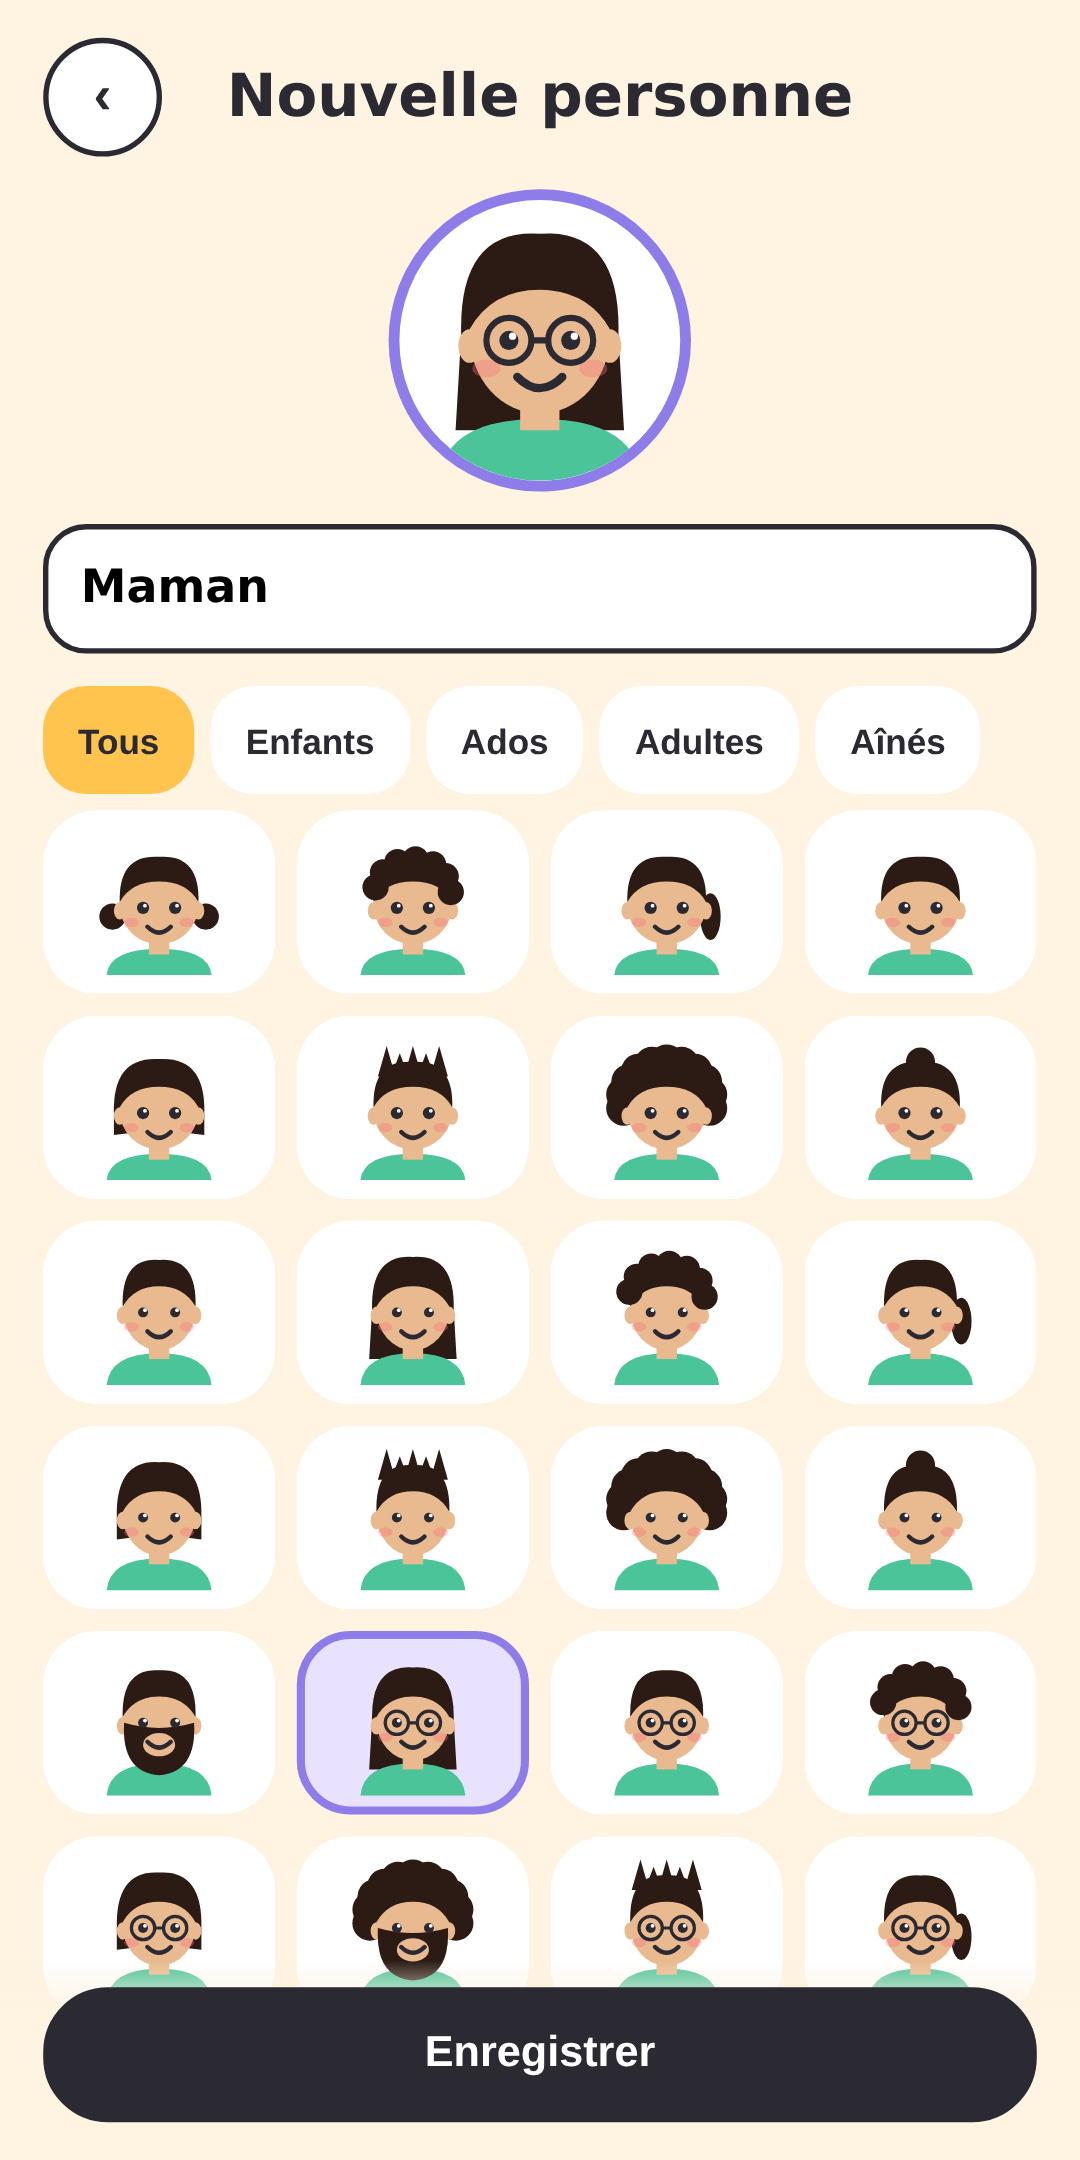 ‹
Nouvelle personne
Maman
Tous
Enfants
Ados
Adultes
Aînés
Enregistrer